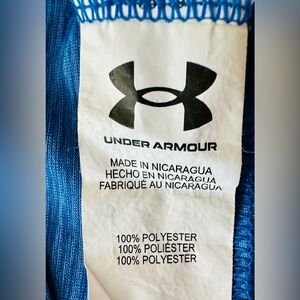 UNDER ARMOUR
MADE IN NICARAGUA
HECHO EN NICARAGUA
FABRIQUÉ AU NICARAGUA
100% POLYESTER
100% POLIÉSTER
100% POLYESTER